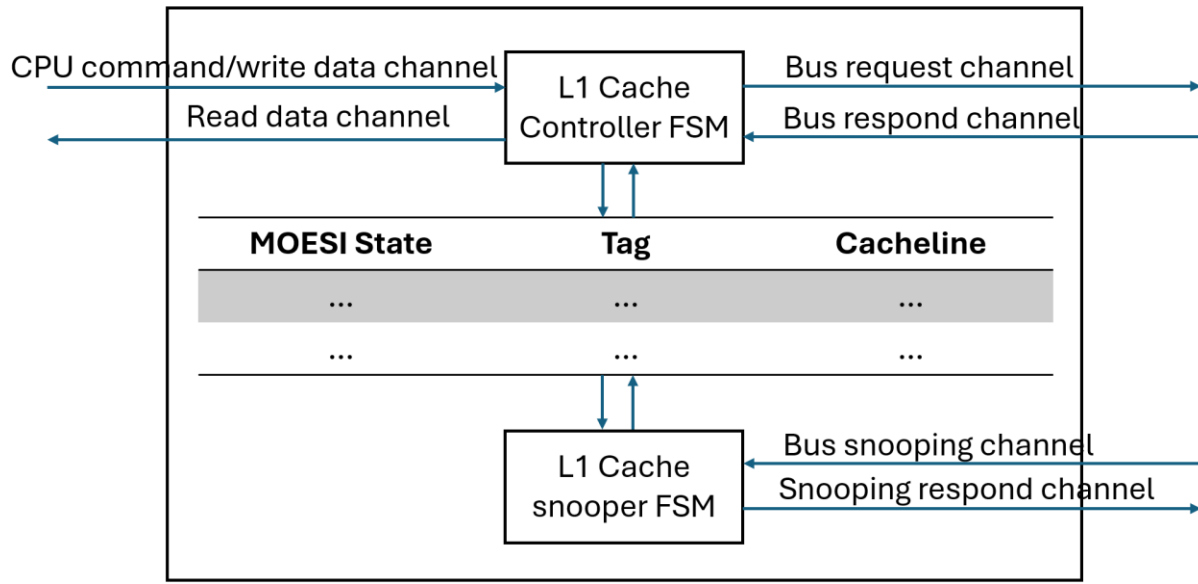 CPU command/write data channel
Read data channel
L1 Cache
Controller FSM
Bus request channel
Bus respond channel
MOESI State Tag Cacheline
... ... ...
... ... ...
L1 Cache
snooper FSM
Bus snooping channel
Snooping respond channel